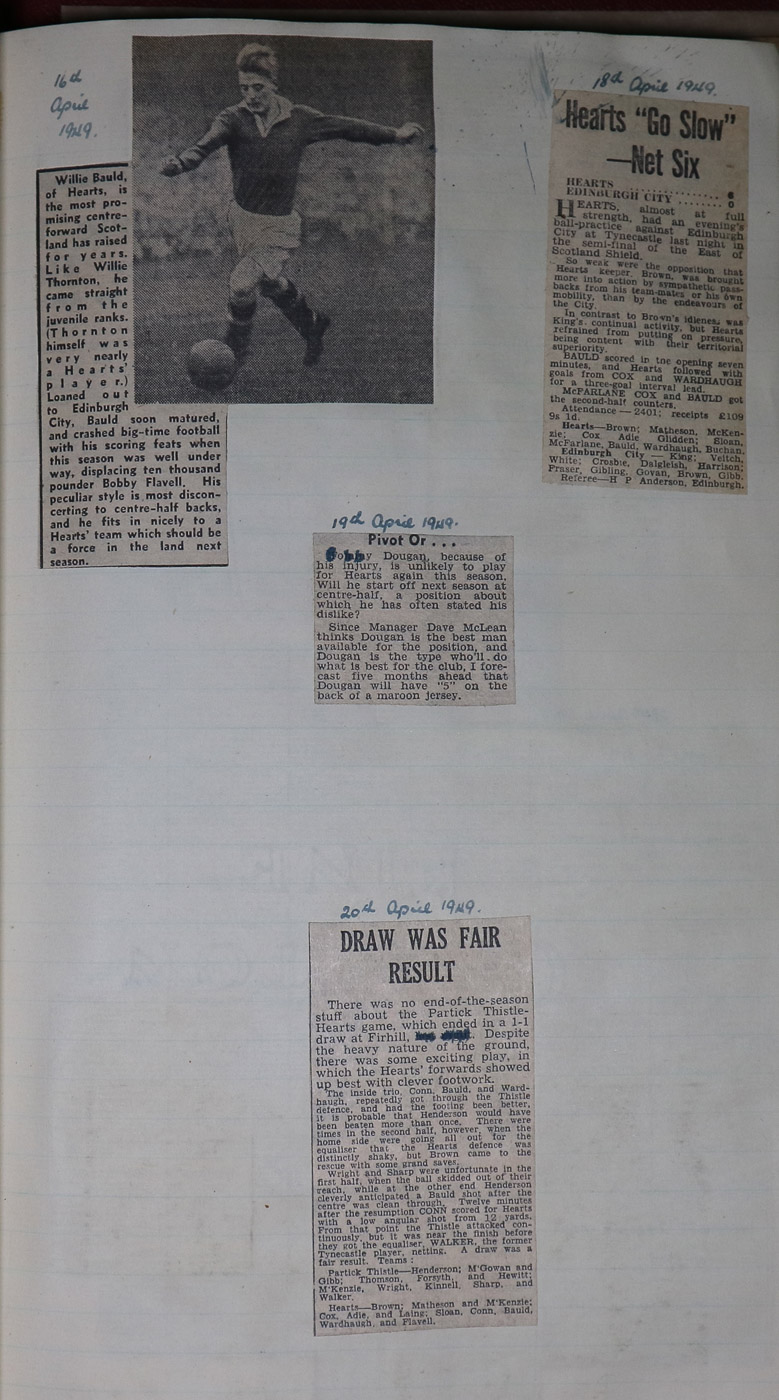 16th
April
1949.
Willie Bauld,
of Hearts, is
the most pro-
mising centre-
forward Scot-
land has raised
for years.
Like Willie
Thornton, he
came straight
from the
juvenile ranks.
(Thornton
himself was
very nearly
a Hearts'
player.)
Loaned out
to Edinburgh
City, Bauld soon matured,
and crashed big-time football
with his scoring feats when
this season was well under
way, displacing ten thousand
pounder Bobby Flavell. His
peculiar style is most discon-
certing to centre-half backs,
and he fits in nicely to a
Hearts' team which should be
a force in the land next
season.
18th April 1949.
Hearts "Go Slow"
—Net Six
HEARTS .............. 6
EDINBURGH CITY ........ 0
HEARTS, almost at full
strength, had an evening's
ball-practice against Edinburgh
City at Tynecastle last night in
the semi-final of the East of
Scotland Shield.
So weak were the opposition that
Hearts keeper, Brown, was brought
more into action by sympathetic pass-
backs from his team-mates or his own
mobility, than by the endeavours of
the City.
In contrast to Brown's idleness was
King's continual activity, but Hearts
refrained from putting on pressure,
being content with their territorial
superiority.
BAULD scored in the opening seven
minutes, and Hearts followed with
goals from COX and WARDHAUGH
for a three-goal interval lead.
McFARLANE COX and BAULD got
the second-half counters.
Attendance — 2401; receipts £109
9s 1d.
Hearts—Brown; Matheson, McKen-
zie; Cox, Adie Glidden; Sloan,
McFarlane, Bauld, Wardhaugh, Buchan.
Edinburgh City — King; Veitch,
White; Crosbie, Dalgleish, Harrison;
Fraser, Gibling, Govan, Brown, Gibb.
Referee—H P Anderson, Edinburgh.
19th April 1949.
Pivot Or . . .
Bobby Dougan, because of
his injury, is unlikely to play
for Hearts again this season.
Will he start off next season at
centre-half, a position about
which he has often stated his
dislike?
Since Manager Dave McLean
thinks Dougan is the best man
available for the position, and
Dougan is the type who'll do
what is best for the club, I fore-
cast five months ahead that
Dougan will have "5" on the
back of a maroon jersey.
20th April 1949.
DRAW WAS FAIR
RESULT
There was no end-of-the-season
stuff about the Partick Thistle-
Hearts game, which ended in a 1-1
draw at Firhill, . Despite
the heavy nature of the ground,
there was some exciting play, in
which the Hearts' forwards showed
up best with clever footwork.
The inside trio, Conn, Bauld, and Ward-
haugh, repeatedly got through the Thistle
defence, and had the footing been better,
it is probable that Henderson would have
been beaten more than once. There were
times in the second half, however, when the
home side were going all out for the
equaliser that the Hearts defence was
distinctly shaky, but Brown came to the
rescue with some grand saves.
Wright and Sharp were unfortunate in the
first half, when the ball skidded out of their
reach, while at the other end Henderson
cleverly anticipated a Bauld shot after the
centre was clean through. Twelve minutes
after the resumption CONN scored for Hearts
with a low angular shot from 12 yards.
From that point the Thistle attacked con-
tinuously, but it was near the finish before
they got the equaliser, WALKER, the former
Tynecastle player, netting. A draw was a
fair result. Teams :
Partick Thistle—Henderson; M'Gowan and
Gibb; Thomson, Forsyth, and Hewitt;
M'Kenzie, Wright, Kinnell, Sharp, and
Walker.
Hearts—Brown; Matheson and M'Kenzie;
Cox, Adie, and Laing; Sloan, Conn, Bauld,
Wardhaugh, and Flavell.